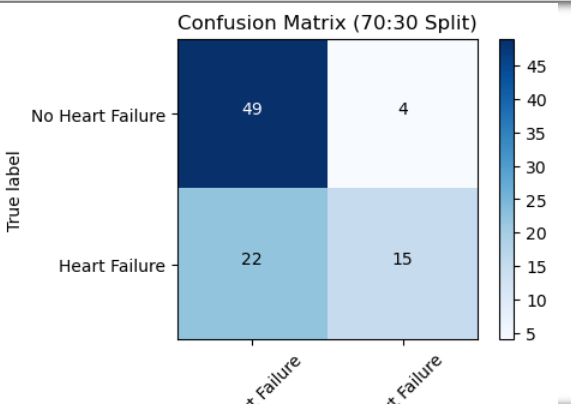 Confusion Matrix (70:30 Split)
True label
No Heart Failure
49
4
Heart Failure
22
15
Failure
Failure
45
40
35
30
25
20
15
10
5